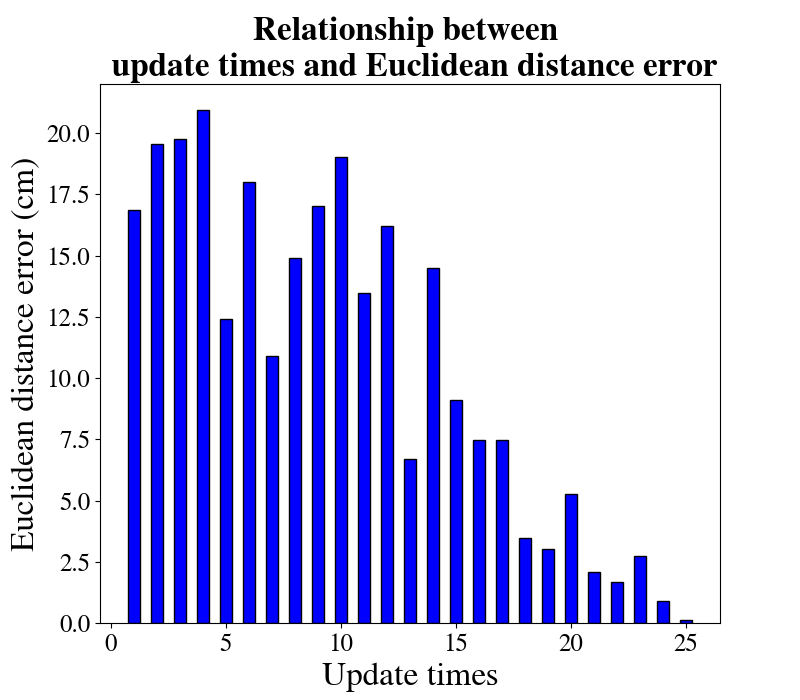 Relationship between
update times and Euclidean distance error
Euclidean distance error (cm)
20.0
17.5
15.0
12.5
10.0
7.5
5.0
2.5
0.0
0 5 10 15 20 25
Update times